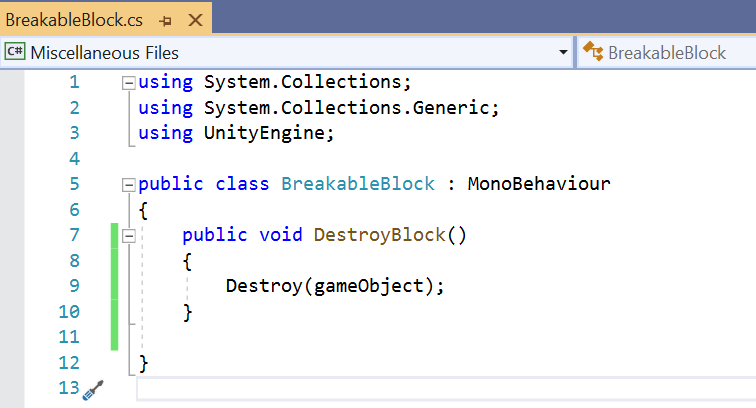 BreakableBlock.cs
C# Miscellaneous Files BreakableBlock
1 using System.Collections;
2 using System.Collections.Generic;
3 using UnityEngine;
4
5 public class BreakableBlock : MonoBehaviour
6 {
7 public void DestroyBlock()
8 {
9 Destroy(gameObject);
10 }
11
12 }
13